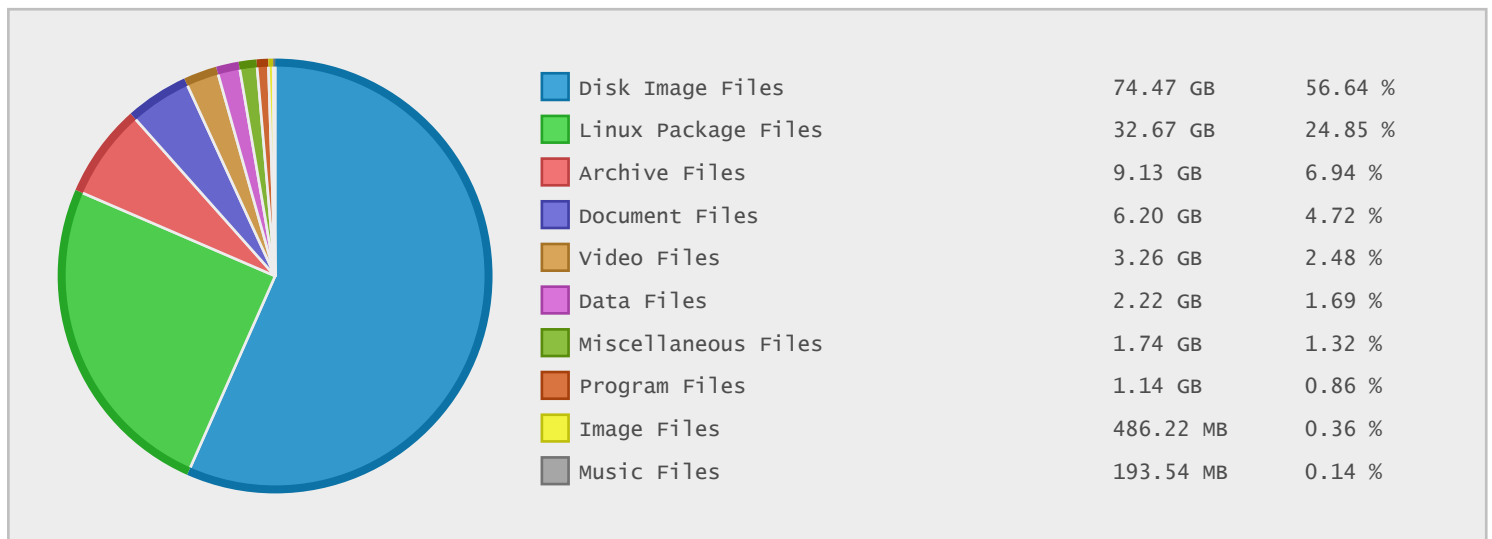 Disk Image Files 74.47 GB 56.64 %
Linux Package Files 32.67 GB 24.85 %
Archive Files 9.13 GB 6.94 %
Document Files 6.20 GB 4.72 %
Video Files 3.26 GB 2.48 %
Data Files 2.22 GB 1.69 %
Miscellaneous Files 1.74 GB 1.32 %
Program Files 1.14 GB 0.86 %
Image Files 486.22 MB 0.36 %
Music Files 193.54 MB 0.14 %